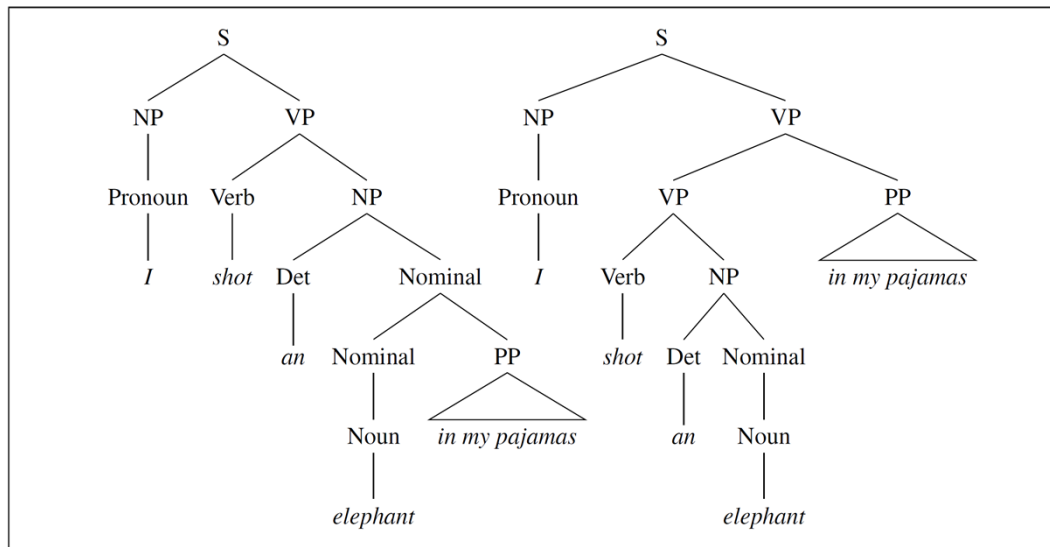 S S
NP VP NP VP
Pronoun Verb NP Pronoun VP PP
I shot Det Nominal I Verb NP in my pajamas
an Nominal PP shot Det Nominal
Noun in my pajamas an Noun
elephant elephant